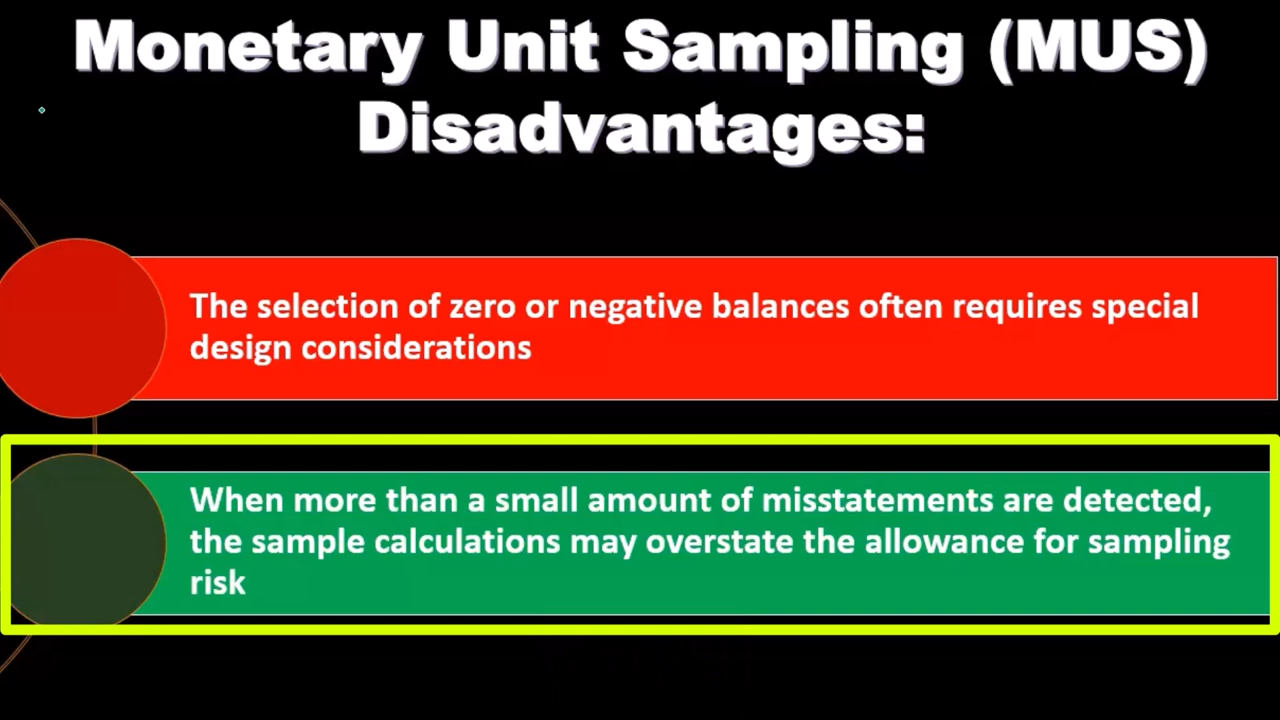 Monetary Unit Sampling (MUS)
Disadvantages:
The selection of zero or negative balances often requires special
design considerations
When more than a small amount of misstatements are detected,
the sample calculations may overstate the allowance for sampling
risk